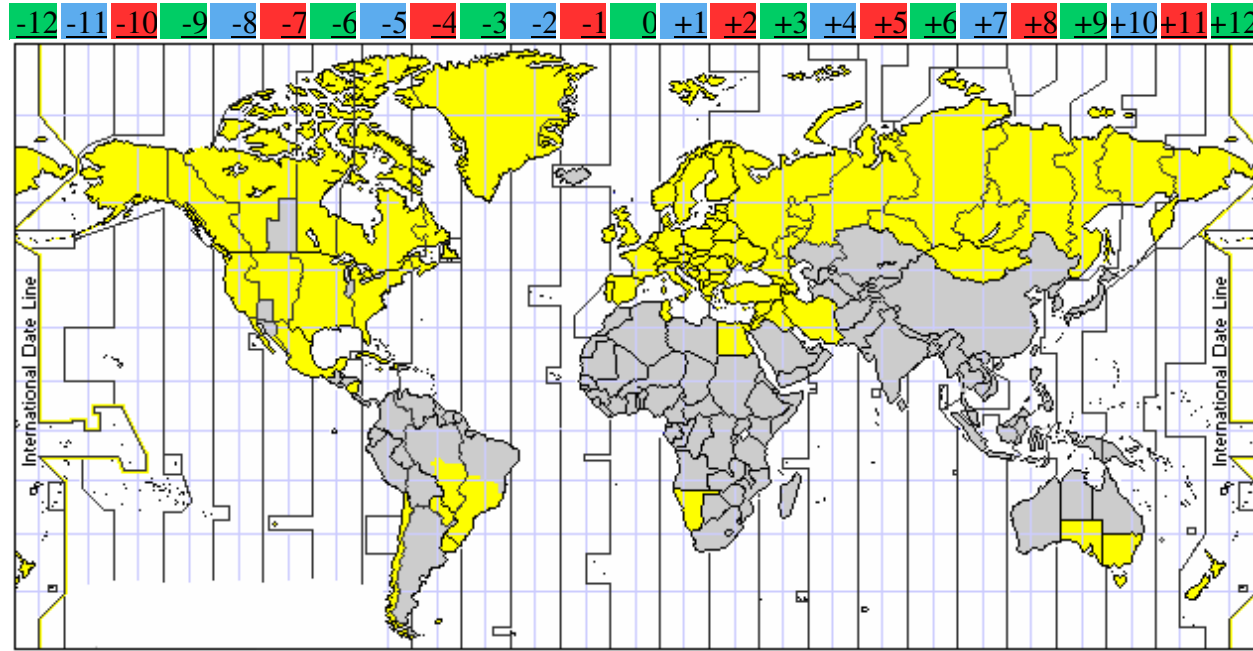 -12 -11 -10 -9 -8 -7 -6 -5 -4 -3 -2 -1 0 +1 +2 +3 +4 +5 +6 +7 +8 +9 +10 +11 +12
International Date Line
International Date Line